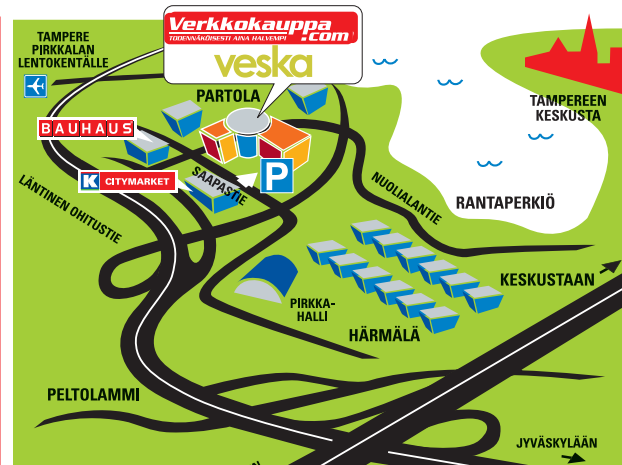 TAMPERE
PIRKKALAN
LENTOKENTÄLLE
Verkkokauppa
.com
TODENNÄKÖISESTI AINA HALVEMPI
veska
PARTOLA
TAMPEREEN
KESKUSTA
BAUHAUS
K CITYMARKET
SAAPASTIE
P
NUOLIALANTIE
RANTAPERKIÖ
LÄNTINEN OHITUSTIE
KESKUSTAAN
PIRKKA-
HALLI
HÄRMÄLÄ
PELTOLAMMI
JYVÄSKYLÄÄN